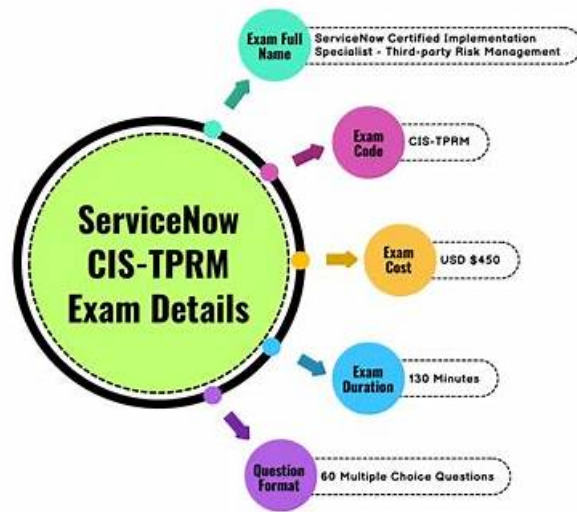 Exam Full
Name
ServiceNow Certified Implementation
Specialist - Third-party Risk Management
Exam
Code
CIS-TPRM
ServiceNow
CIS-TPRM
Exam Details
Exam
Cost
USD $450
Exam
Duration
130 Minutes
Question
Format
60 Multiple Choice Questions